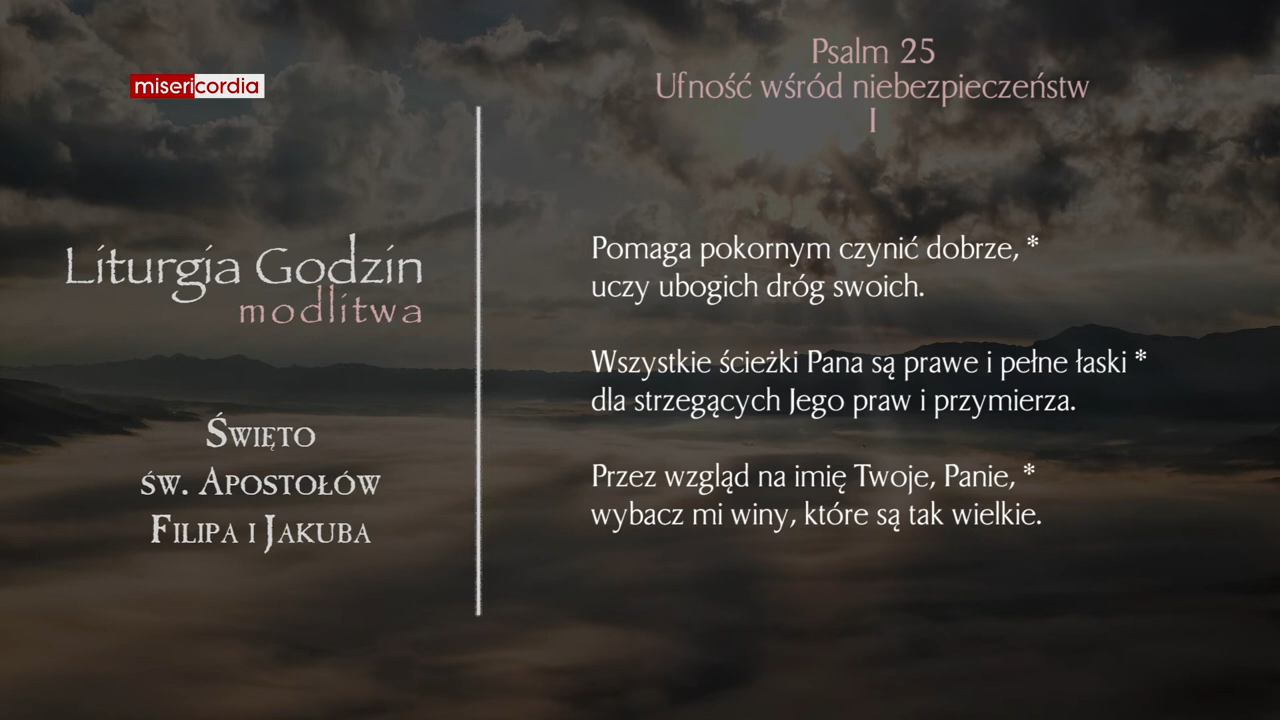 misericordia
Liturgia Godzin
modlitwa
Święto
św. Apostołów
Filipa i Jakuba
Psalm 25
Ufność wśród niebezpieczeństw
I
Pomaga pokornym czynić dobrze, *
uczy ubogich dróg swoich.
Wszystkie ścieżki Pana są prawe i pełne łaski *
dla strzegących Jego praw i przymierza.
Przez wzgląd na imię Twoje, Panie, *
wybacz mi winy, które są tak wielkie.